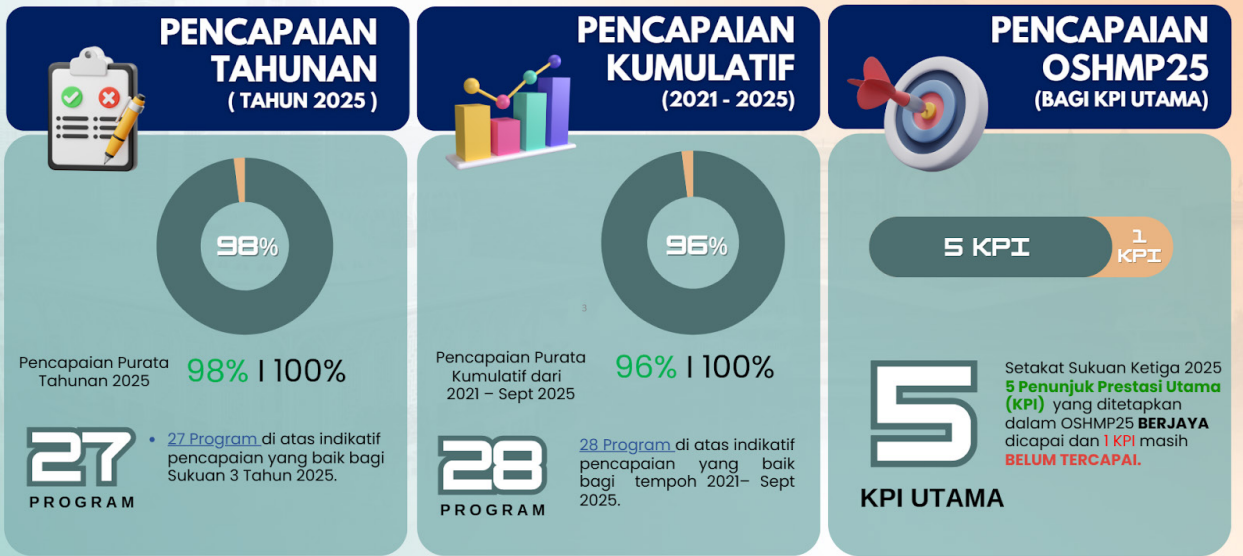 PENCAPAIAN
TAHUNAN
( TAHUN 2025 )
98%
Pencapaian Purata
Tahunan 2025
98% I 100%
27
PROGRAM
• 27 Program di atas indikatif
pencapaian yang baik bagi
Sukuan 3 Tahun 2025.
PENCAPAIAN
KUMULATIF
(2021 - 2025)
96%
Pencapaian Purata
Kumulatif dari
2021 – Sept 2025
96% I 100%
28
PROGRAM
28 Program di atas indikatif
pencapaian yang baik
bagi tempoh 2021– Sept
2025.
PENCAPAIAN
OSHMP25
(BAGI KPI UTAMA)
5 KPI
1
KPI
5
KPI UTAMA
Setakat Sukuan Ketiga 2025
5 Penunjuk Prestasi Utama
(KPI) yang ditetapkan
dalam OSHMP25 BERJAYA
dicapai dan 1 KPI masih
BELUM TERCAPAI.